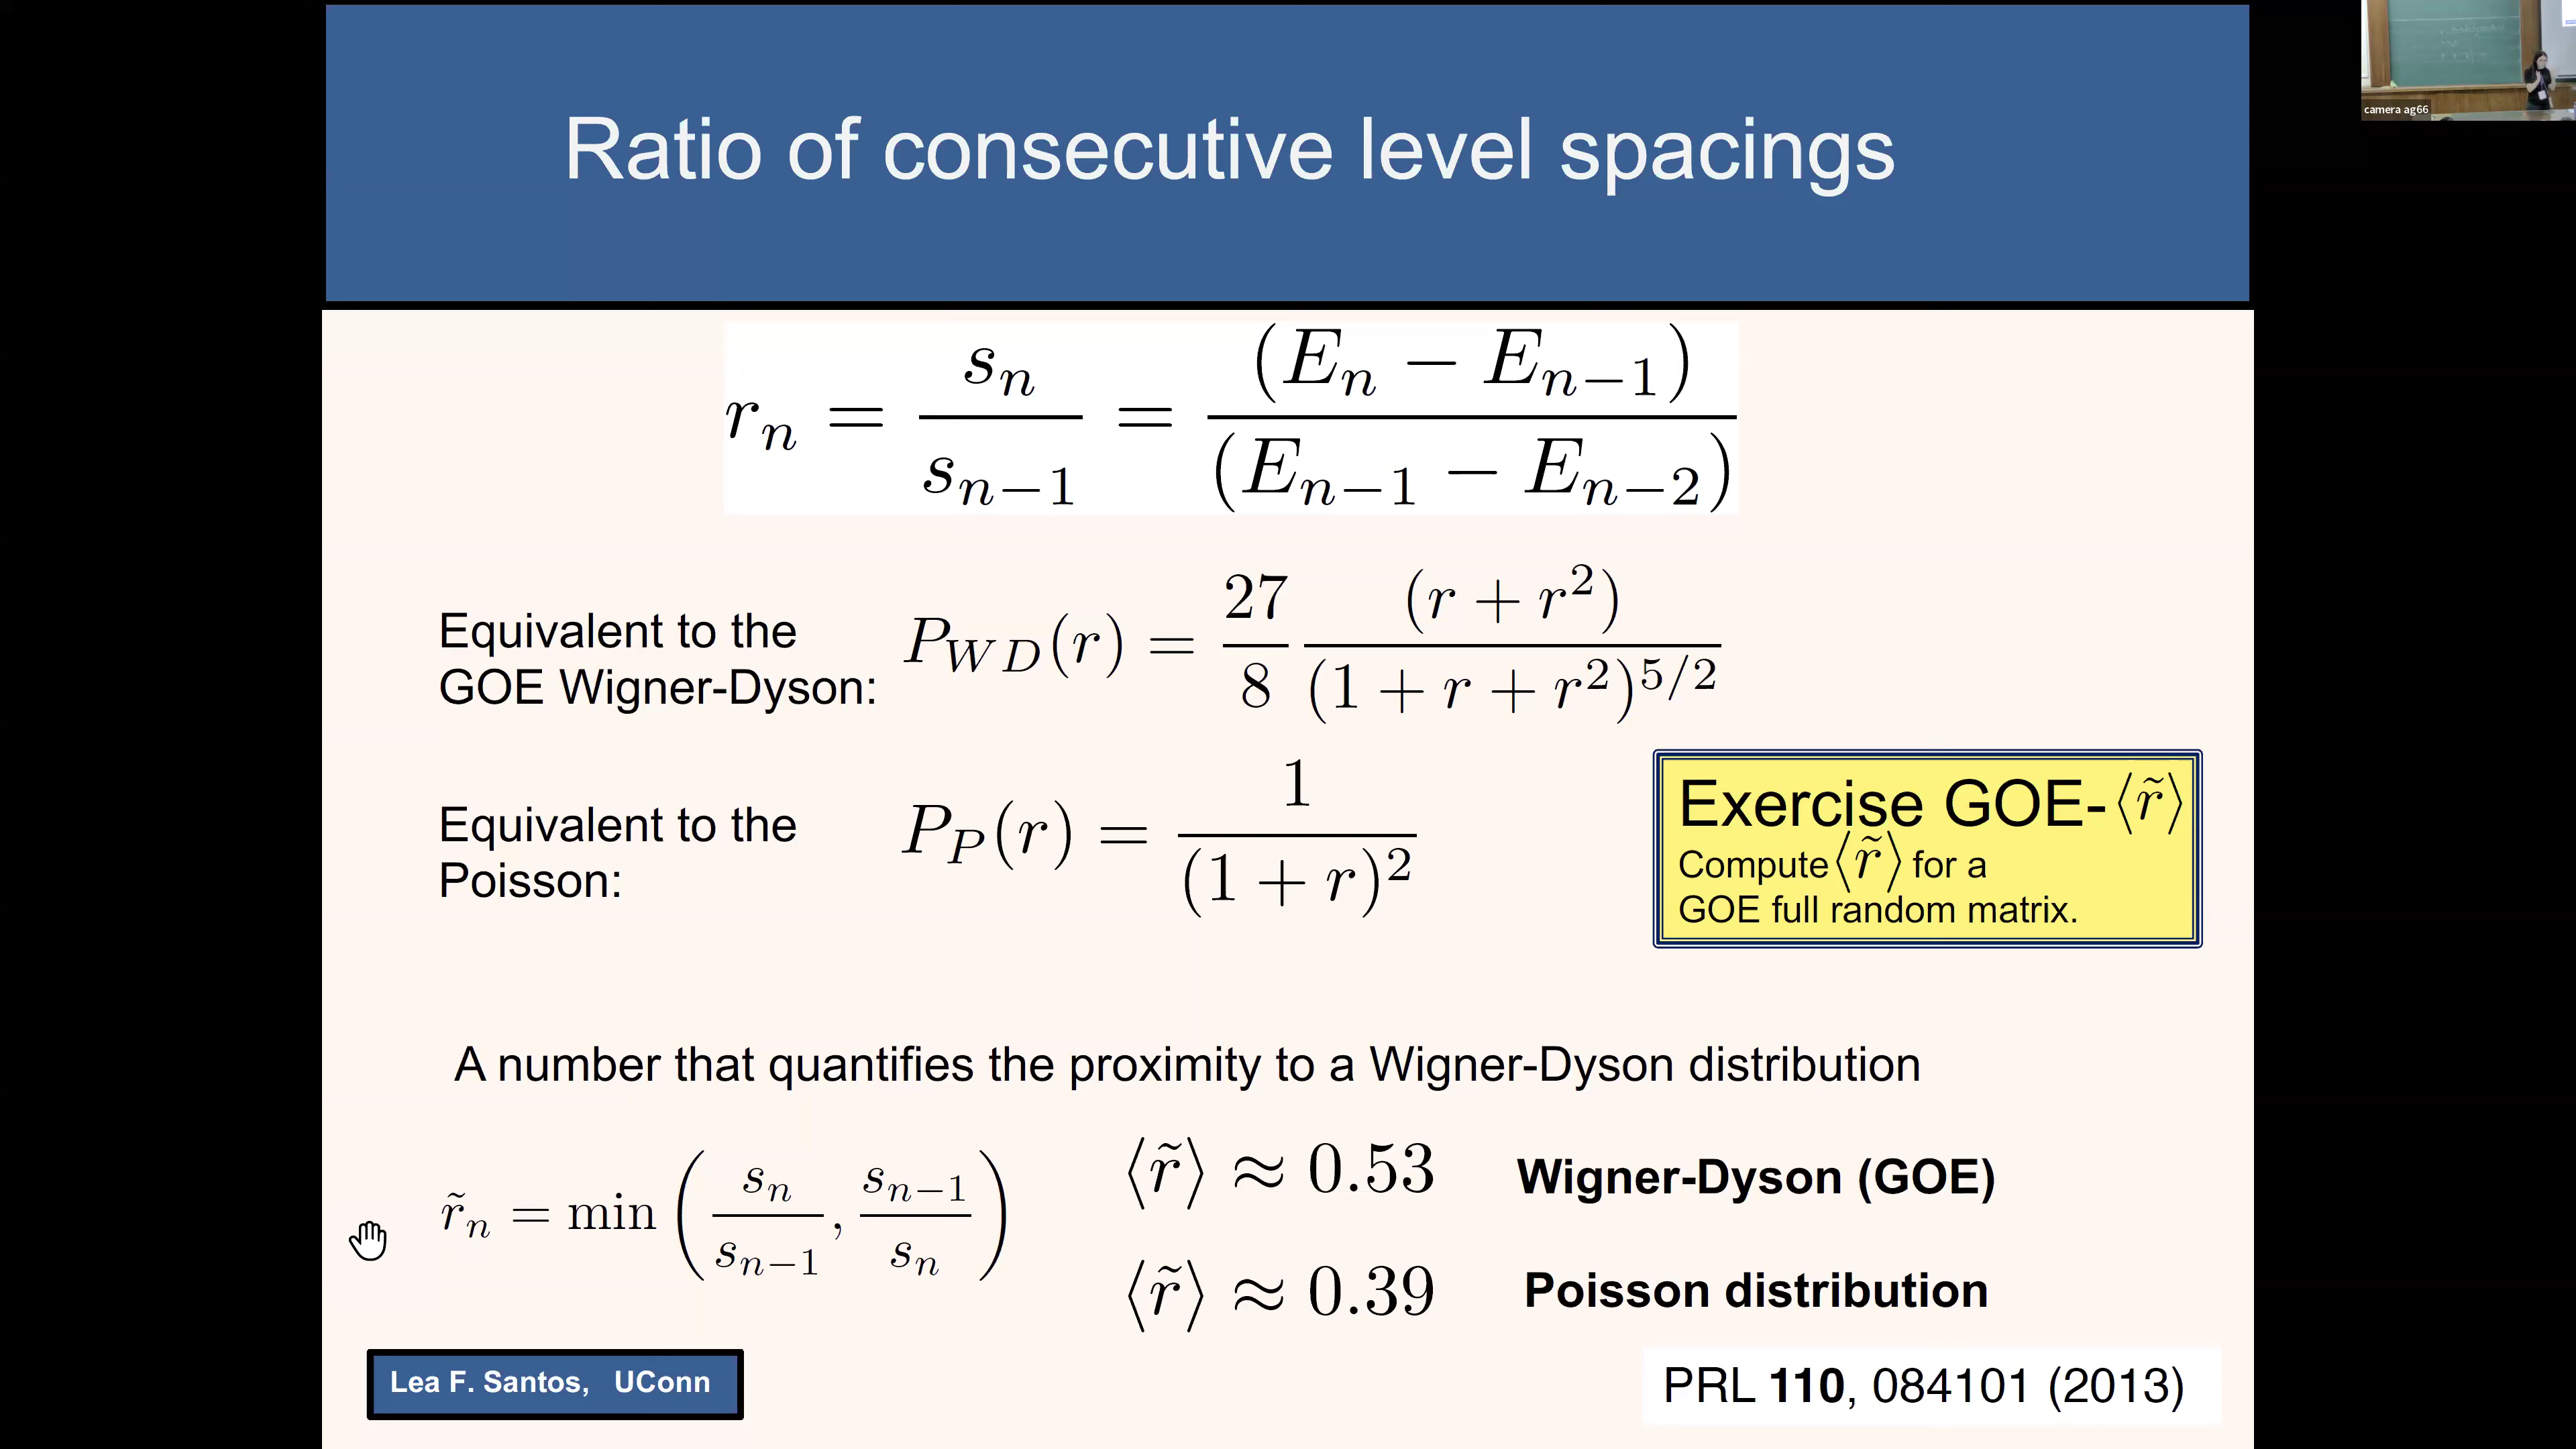 Ratio of consecutive level spacings
camera ag66
r_n = s_n / s_{n-1} = (E_n − E_{n-1}) / (E_{n-1} − E_{n-2})
Equivalent to the
GOE Wigner-Dyson:
P_{WD}(r) = 27/8 (r + r^2) / (1 + r + r^2)^{5/2}
Equivalent to the
Poisson:
P_P(r) = 1 / (1 + r)^2
Exercise GOE-⟨r̃⟩
Compute ⟨r̃⟩ for a
GOE full random matrix.
A number that quantifies the proximity to a Wigner-Dyson distribution
r̃_n = min ( s_n / s_{n-1} , s_{n-1} / s_n )
⟨r̃⟩ ≈ 0.53 Wigner-Dyson (GOE)
⟨r̃⟩ ≈ 0.39 Poisson distribution
Lea F. Santos, UConn
PRL 110, 084101 (2013)